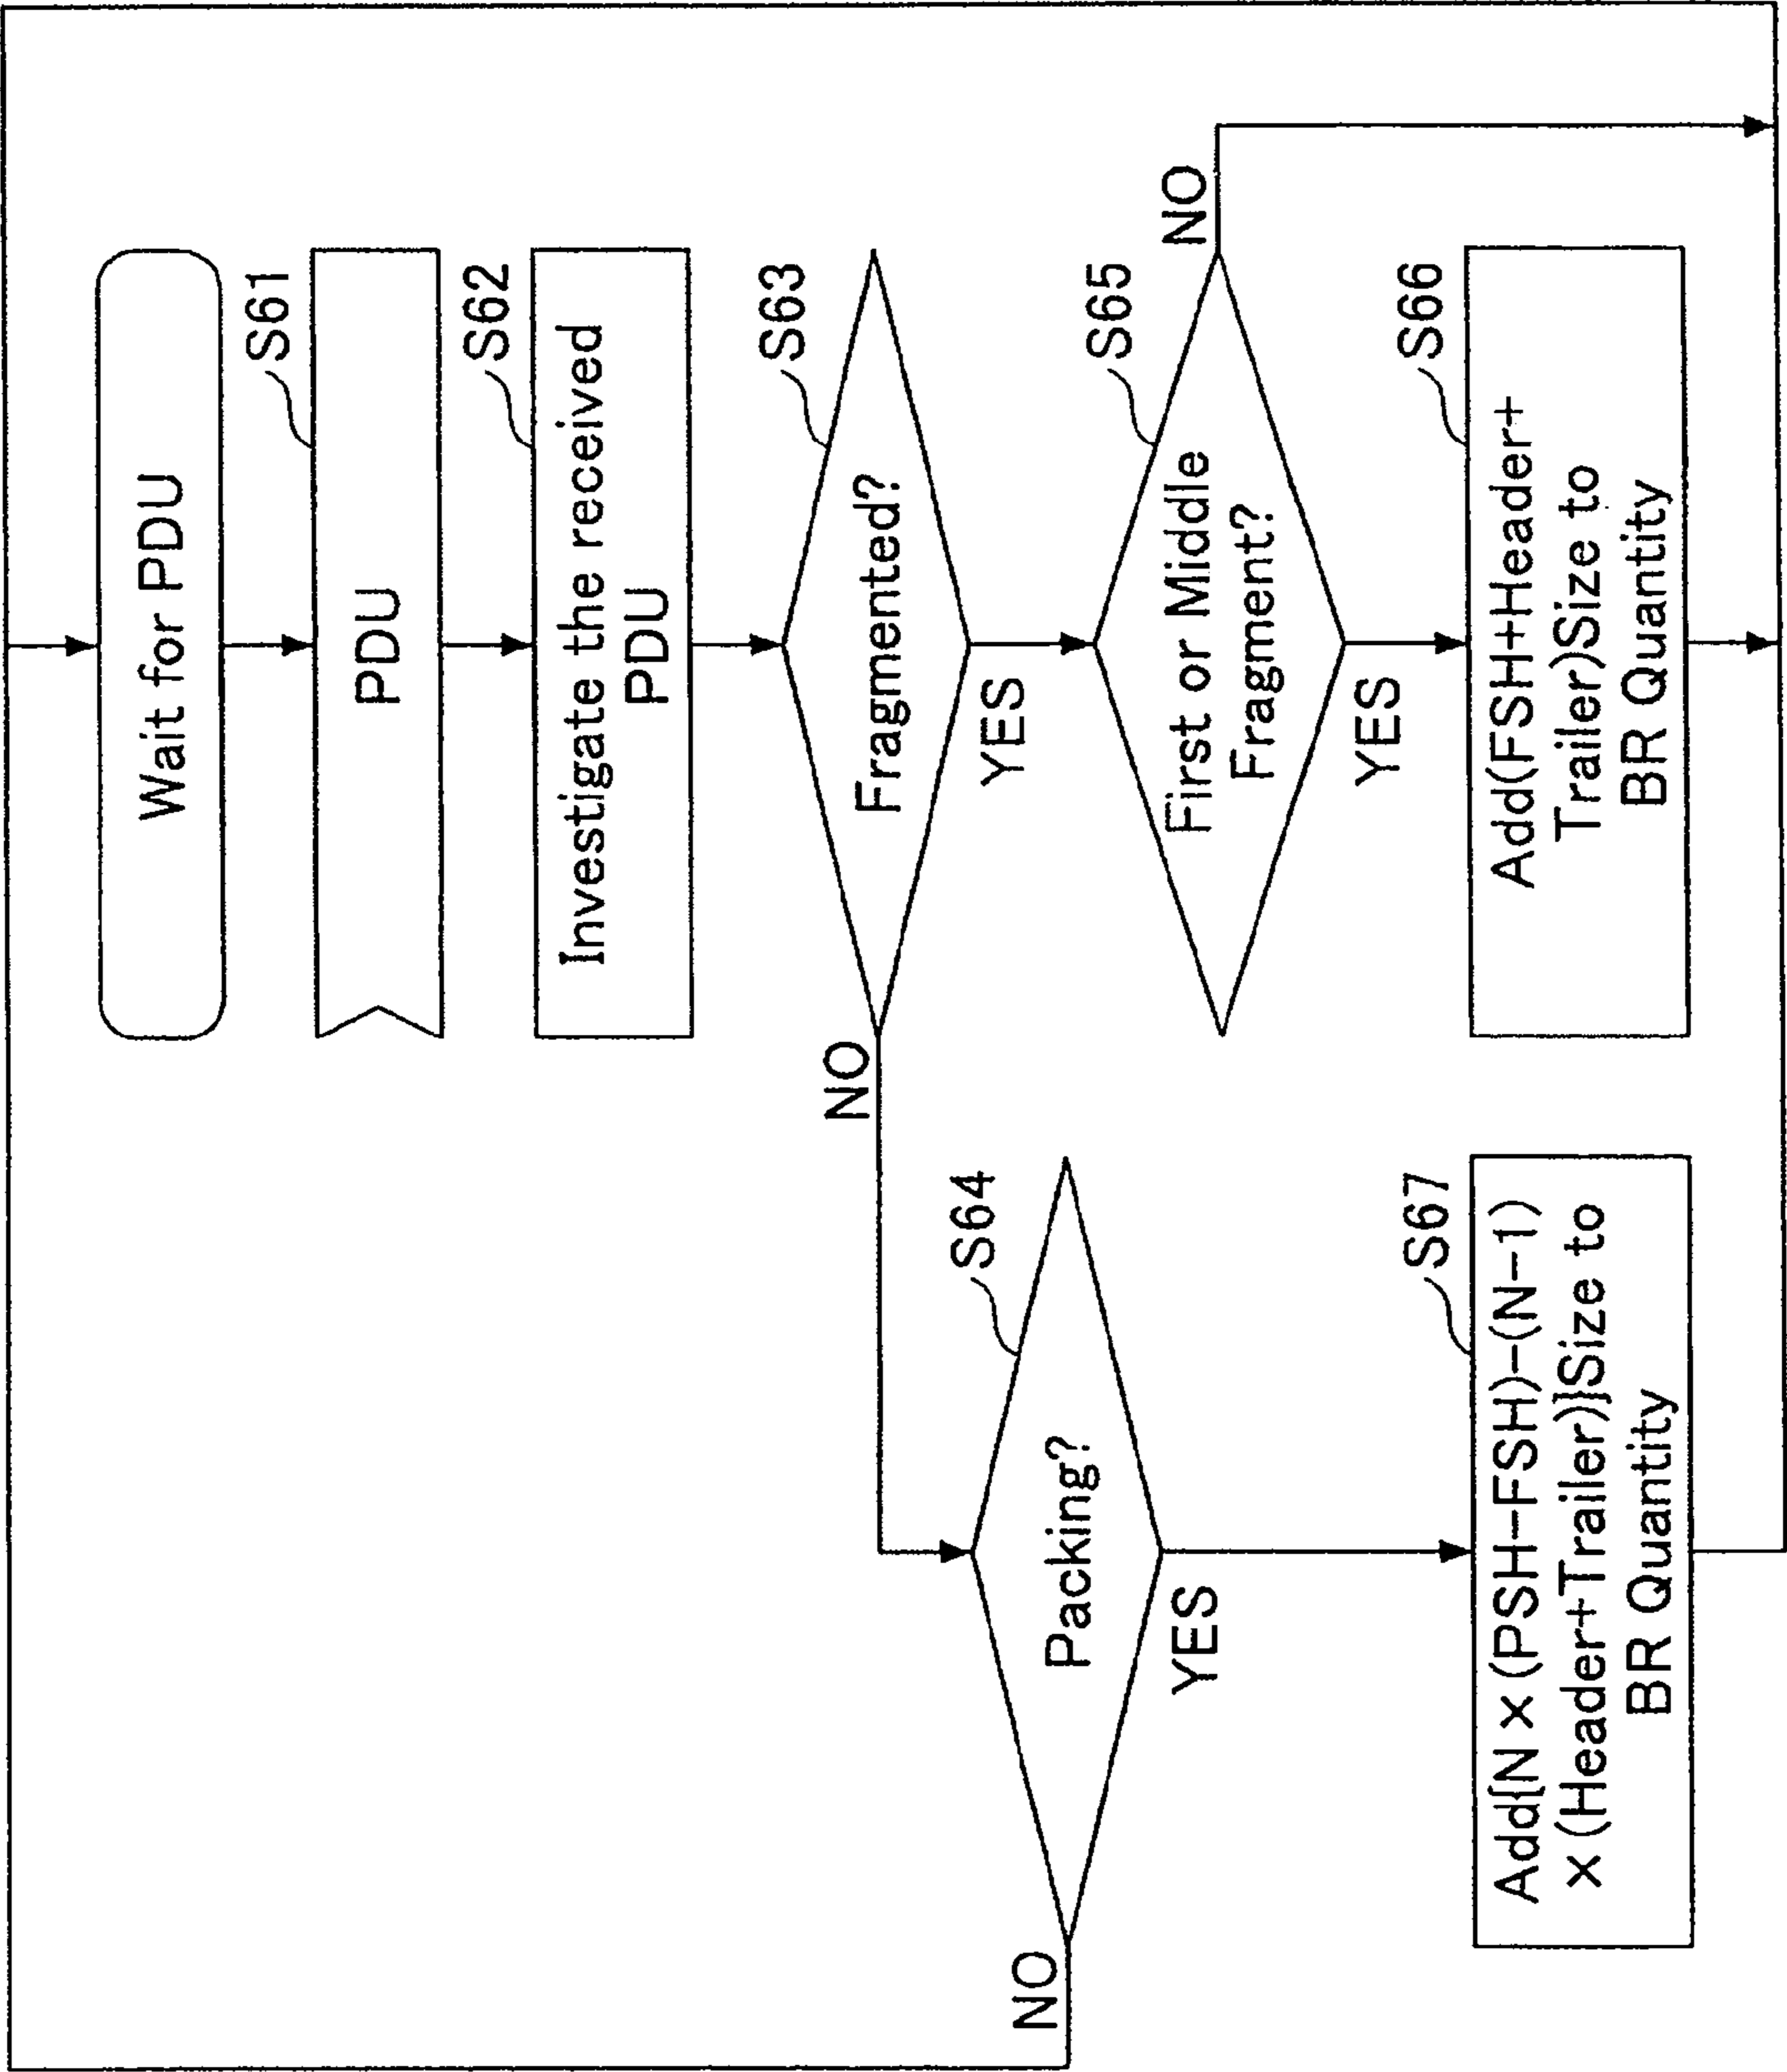 Wait for PDU
S61
PDU
S62
Investigate the received
PDU
S63
Fragmented?
NO
YES
S64
Packing?
NO
YES
S65
First or Middle
Fragment?
NO
YES
S66
Add(FSH+Header+
Trailer)Size to
BR Quantity
S67
Add[N×(PSH-FSH)-(N-1)
×(Header+Trailer)]Size to
BR Quantity